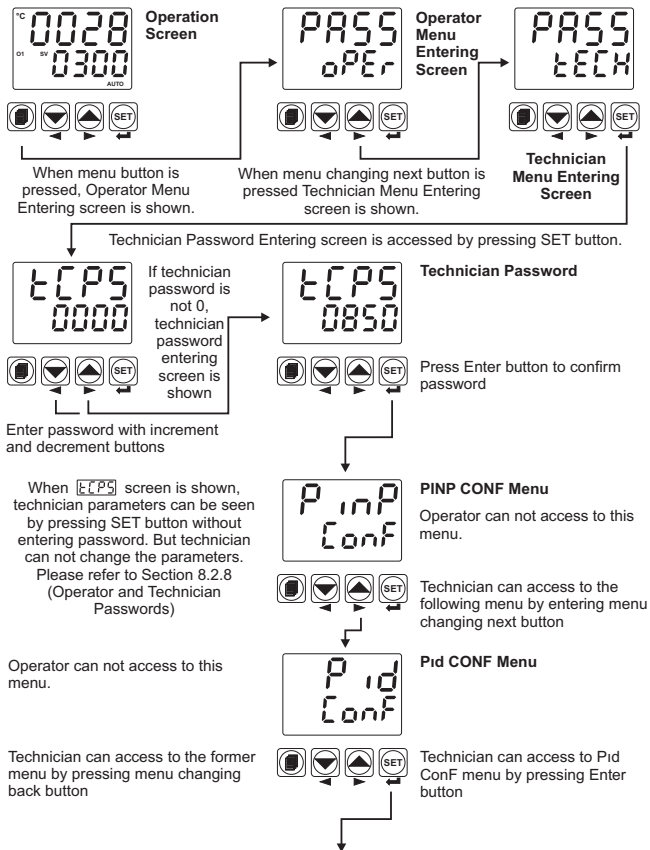 °C 0028
O1 SV 0300
AUTO
Operation
Screen
PASS
oPEr
Operator
Menu
Entering
Screen
PASS
tECH
SET
SET
SET
Technician
Menu Entering
Screen
When menu button is
pressed, Operator Menu
Entering screen is shown.
When menu changing next button is
pressed Technician Menu Entering
screen is shown.
Technician Password Entering screen is accessed by pressing SET button.
tCPS
0000
SET
If technician
password is
not 0,
technician
password
entering
screen is
shown
tCPS
0850
SET
Technician Password
Press Enter button to confirm
password
Enter password with increment
and decrement buttons
When tCPS screen is shown,
technician parameters can be seen
by pressing SET button without
entering password. But technician
can not change the parameters.
Please refer to Section 8.2.8
(Operator and Technician
Passwords)
P inP
ConF
SET
PINP CONF Menu
Operator can not access to this
menu.
Technician can access to the
following menu by entering menu
changing next button
Operator can not access to this
menu.
Technician can access to the former
menu by pressing menu changing
back button
P ıd
ConF
SET
Pıd CONF Menu
Technician can access to Pıd
ConF menu by pressing Enter
button